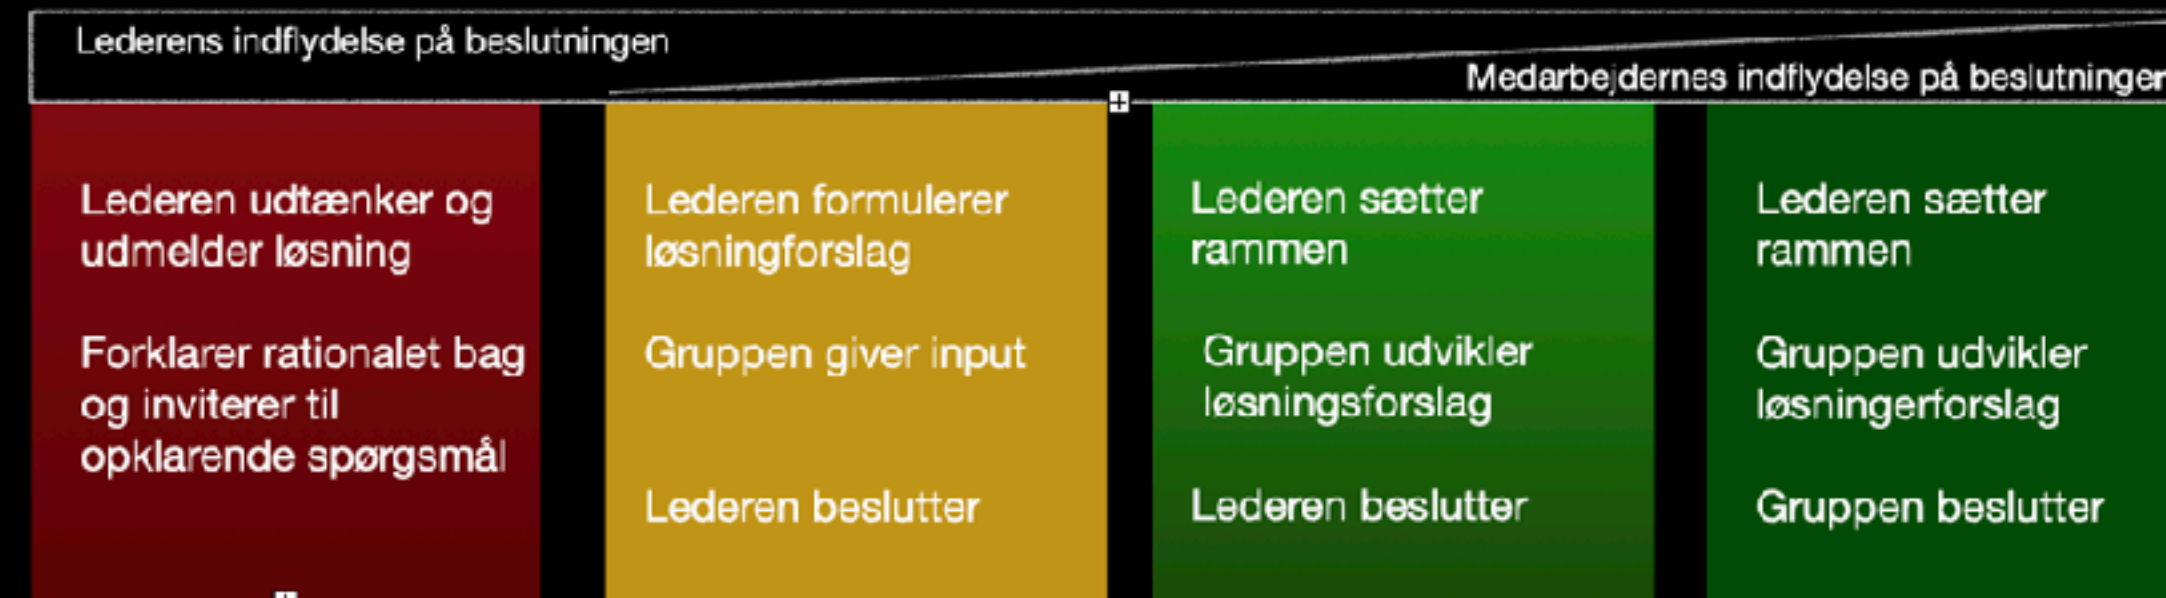 Lederens indflydelse på beslutningen
Medarbejdernes indflydelse på beslutningen
Lederen udtænker og
udmelder løsning
Forklarer rationalet bag
og inviterer til
opklarende spørgsmål
Lederen formulerer
løsningforslag
Gruppen giver input
Lederen beslutter
Lederen sætter
rammen
Gruppen udvikler
løsningsforslag
Lederen beslutter
Lederen sætter
rammen
Gruppen udvikler
løsningerforslag
Gruppen beslutter